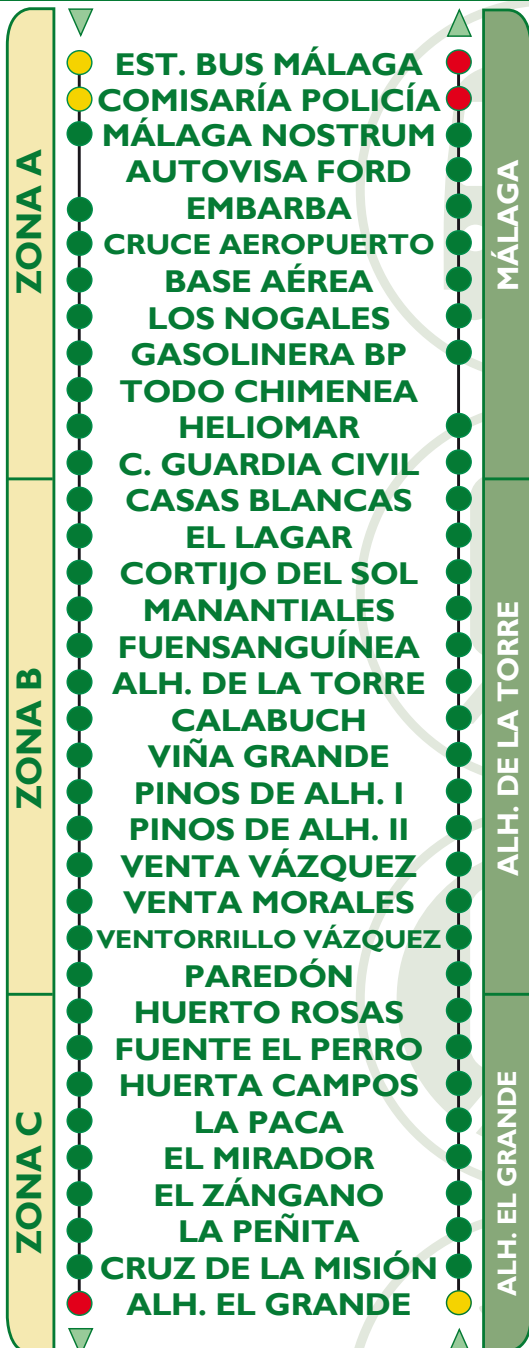 EST. BUS MÁLAGA
COMISARÍA POLICÍA
MÁLAGA NOSTRUM
AUTOVISA FORD
EMBARBA
CRUCE AEROPUERTO
BASE AÉREA
LOS NOGALES
GASOLINERA BP
TODO CHIMENEA
HELIOMAR
C. GUARDIA CIVIL
CASAS BLANCAS
EL LAGAR
CORTIJO DEL SOL
MANANTIALES
FUENSANGUÍNEA
ALH. DE LA TORRE
CALABUCH
VIÑA GRANDE
PINOS DE ALH. I
PINOS DE ALH. II
VENTA VÁZQUEZ
VENTA MORALES
VENTORRILLO VÁZQUEZ
PAREDÓN
HUERTO ROSAS
FUENTE EL PERRO
HUERTA CAMPOS
LA PACA
EL MIRADOR
EL ZÁNGANO
LA PEÑITA
CRUZ DE LA MISIÓN
ALH. EL GRANDE
ZONA A
ZONA B
ZONA C
MÁLAGA
ALH. DE LA TORRE
ALH. EL GRANDE